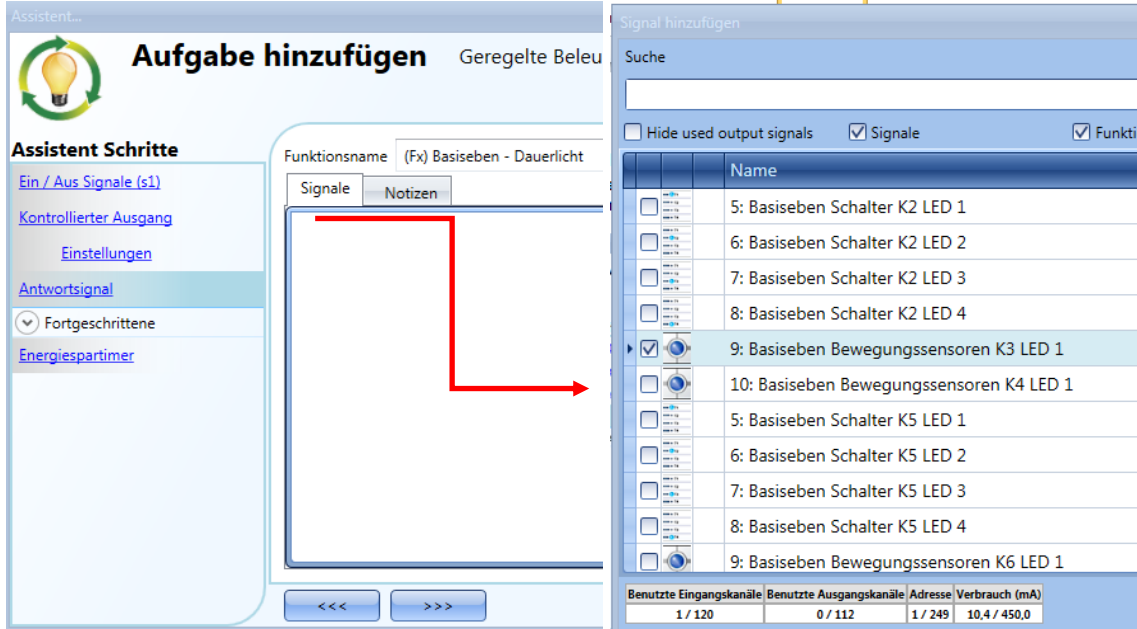 Assistent...
Aufgabe hinzufügen
Geregelte Beleu
Assistent Schritte
Ein / Aus Signale (s1)
Kontrollierter Ausgang
Einstellungen
Antwortsignal
Fortgeschrittene
Energiespartimer
Funktionsname (Fx) Basiseben - Dauerlicht
Signale Notizen
<<< >>>
Signal hinzufügen
Suche
Hide used output signals Signale Funkti
Name
5: Basiseben Schalter K2 LED 1
6: Basiseben Schalter K2 LED 2
7: Basiseben Schalter K2 LED 3
8: Basiseben Schalter K2 LED 4
9: Basiseben Bewegungssensoren K3 LED 1
10: Basiseben Bewegungssensoren K4 LED 1
5: Basiseben Schalter K5 LED 1
6: Basiseben Schalter K5 LED 2
7: Basiseben Schalter K5 LED 3
8: Basiseben Schalter K5 LED 4
9: Basiseben Bewegungssensoren K6 LED 1
Benutzte Eingangskanäle Benutzte Ausgangskanäle Adresse Verbrauch (mA)
1 / 120 0 / 112 1 / 249 10,4 / 450,0